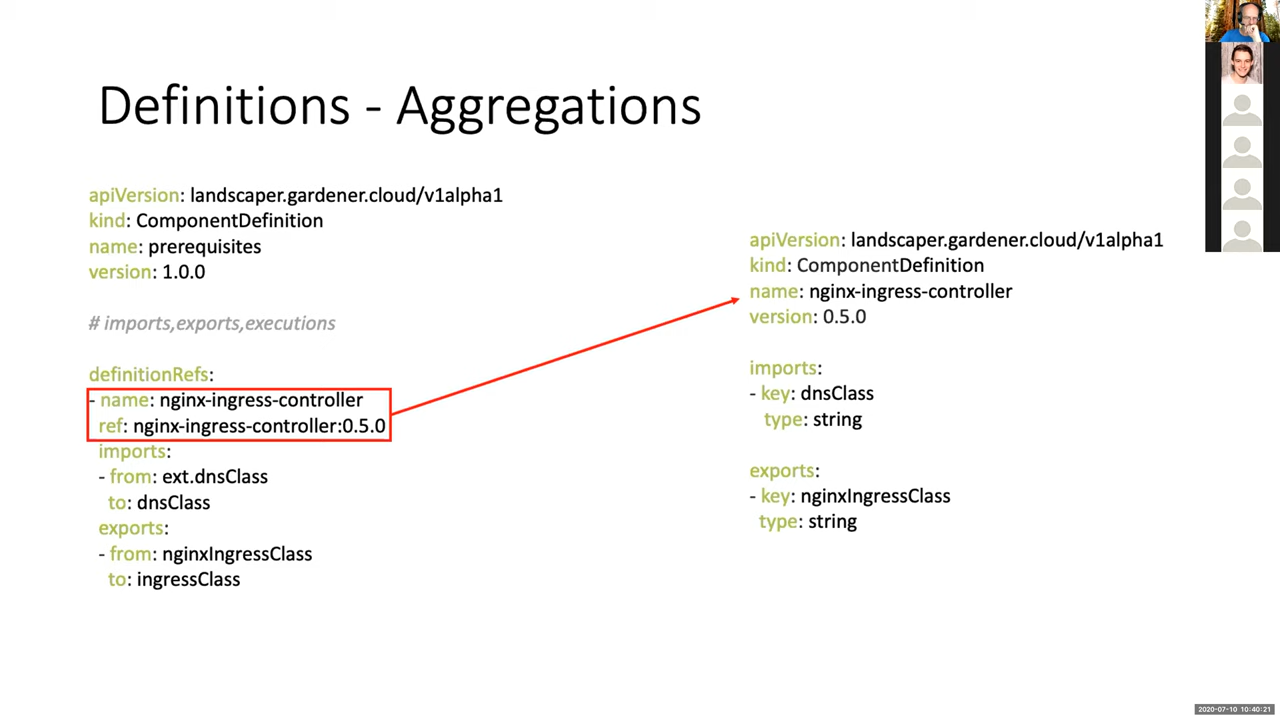 Definitions - Aggregations
apiVersion: landscaper.gardener.cloud/v1alpha1
kind: ComponentDefinition
name: prerequisites
version: 1.0.0
# imports,exports,executions
definitionRefs:
- name: nginx-ingress-controller
ref: nginx-ingress-controller:0.5.0
imports:
- from: ext.dnsClass
to: dnsClass
exports:
- from: nginxIngressClass
to: ingressClass
apiVersion: landscaper.gardener.cloud/v1alpha1
kind: ComponentDefinition
name: nginx-ingress-controller
version: 0.5.0
imports:
- key: dnsClass
type: string
exports:
- key: nginxIngressClass
type: string
2020-07-10 10:40:21